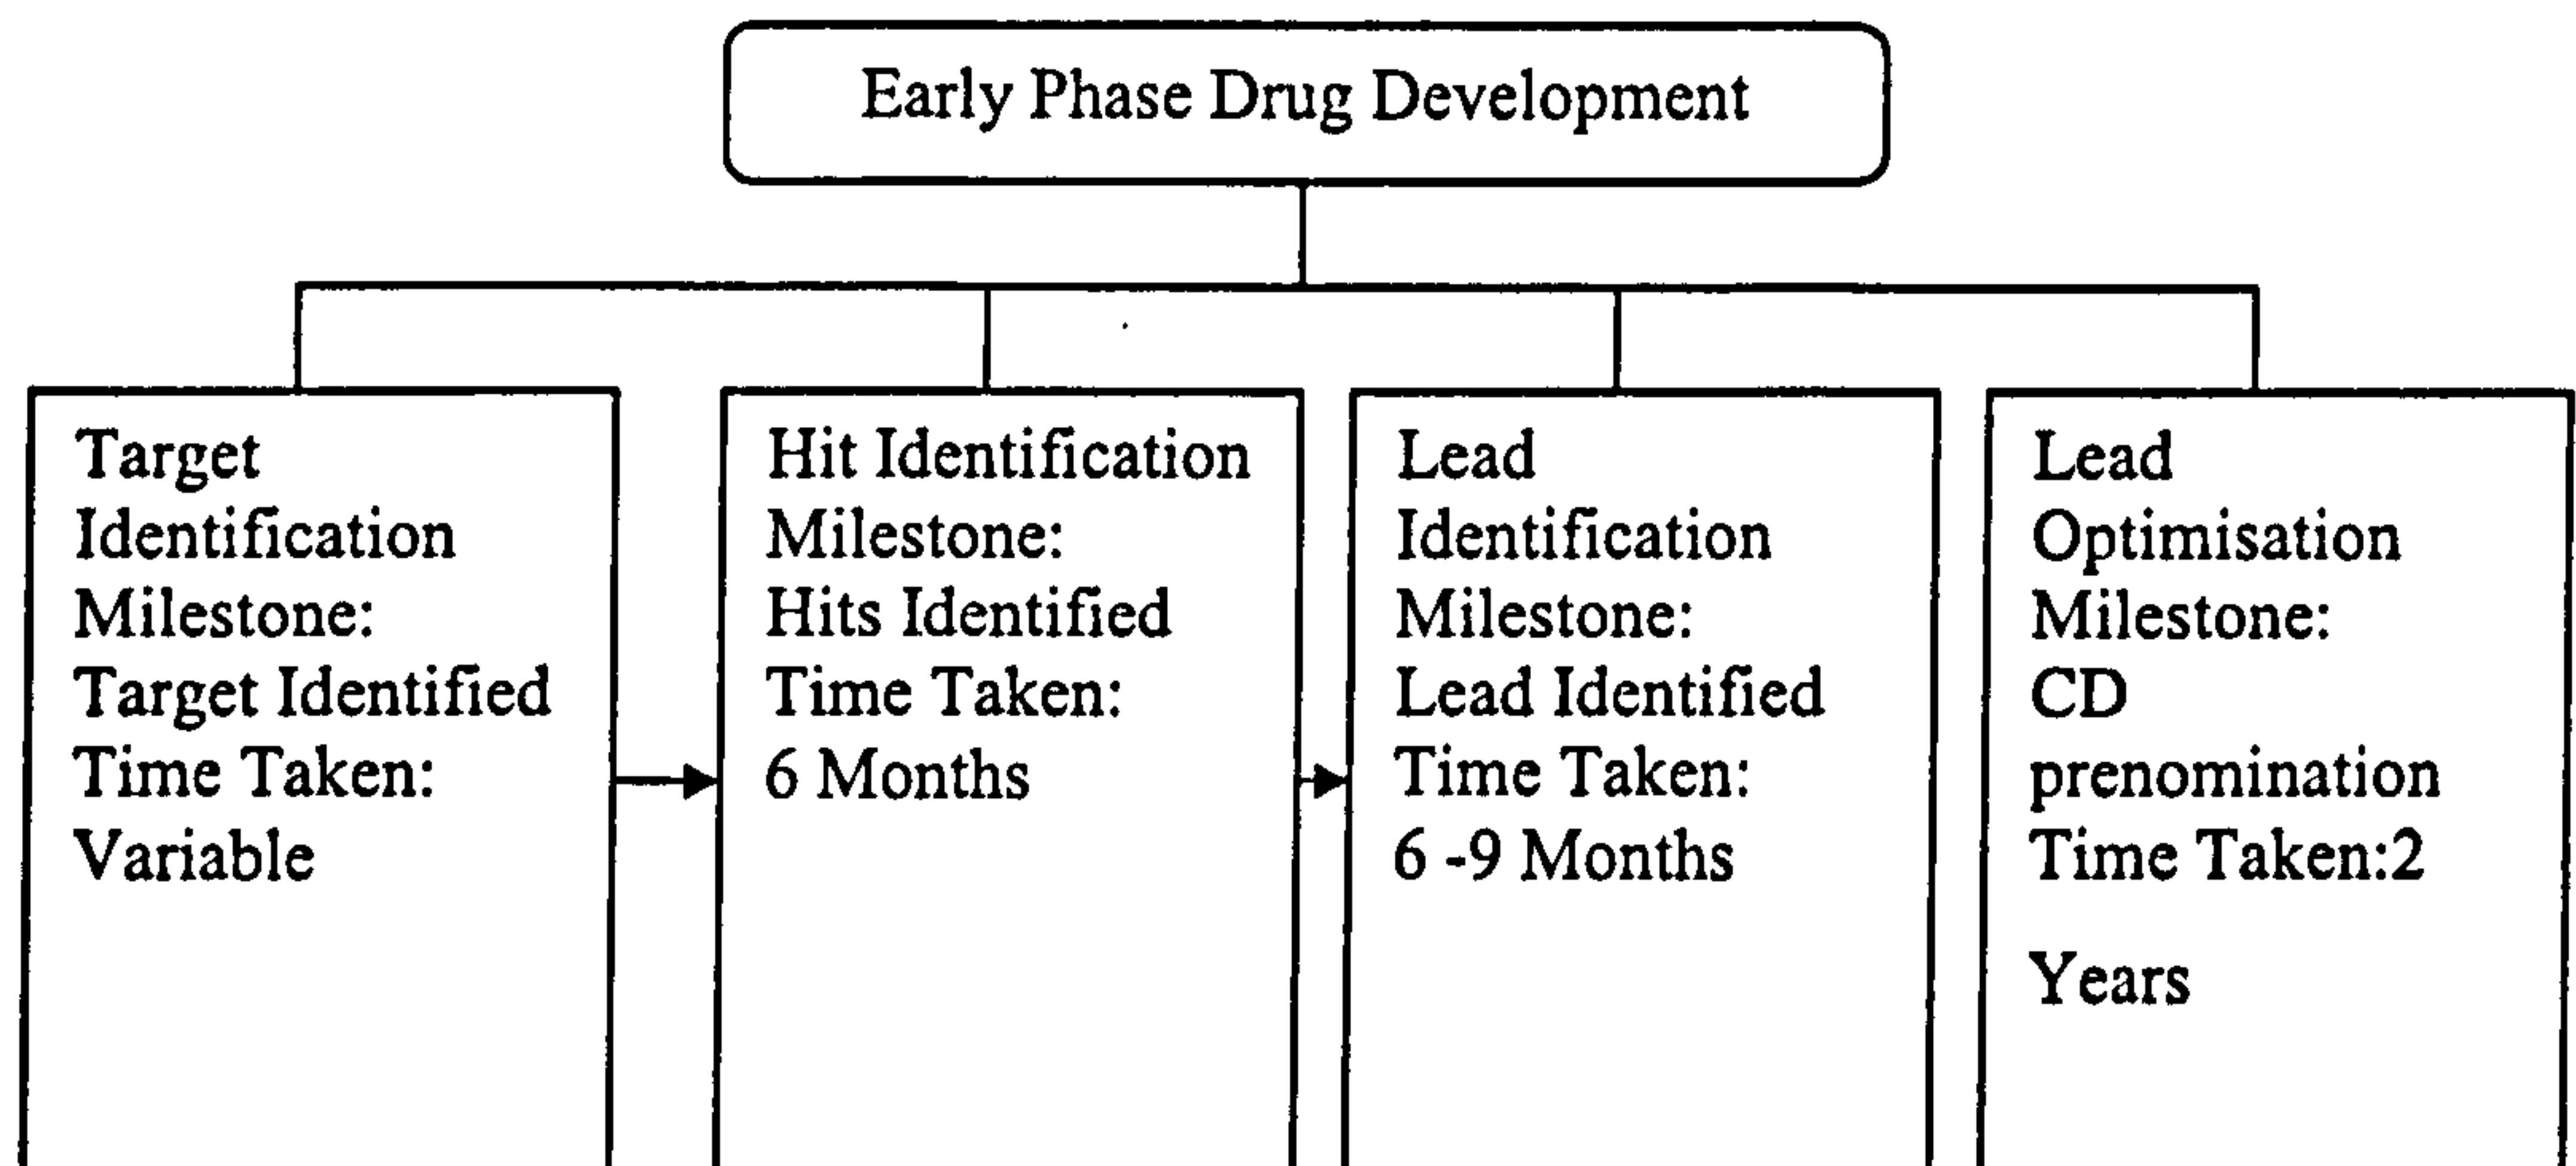 Early Phase Drug Development
Target
Identification
Milestone:
Target Identified
Time Taken:
Variable
Hit Identification
Milestone:
Hits Identified
Time Taken:
6 Months
Lead
Identification
Milestone:
Lead Identified
Time Taken:
6 -9 Months
Lead
Optimisation
Milestone:
CD
prenomination
Time Taken:2
Years